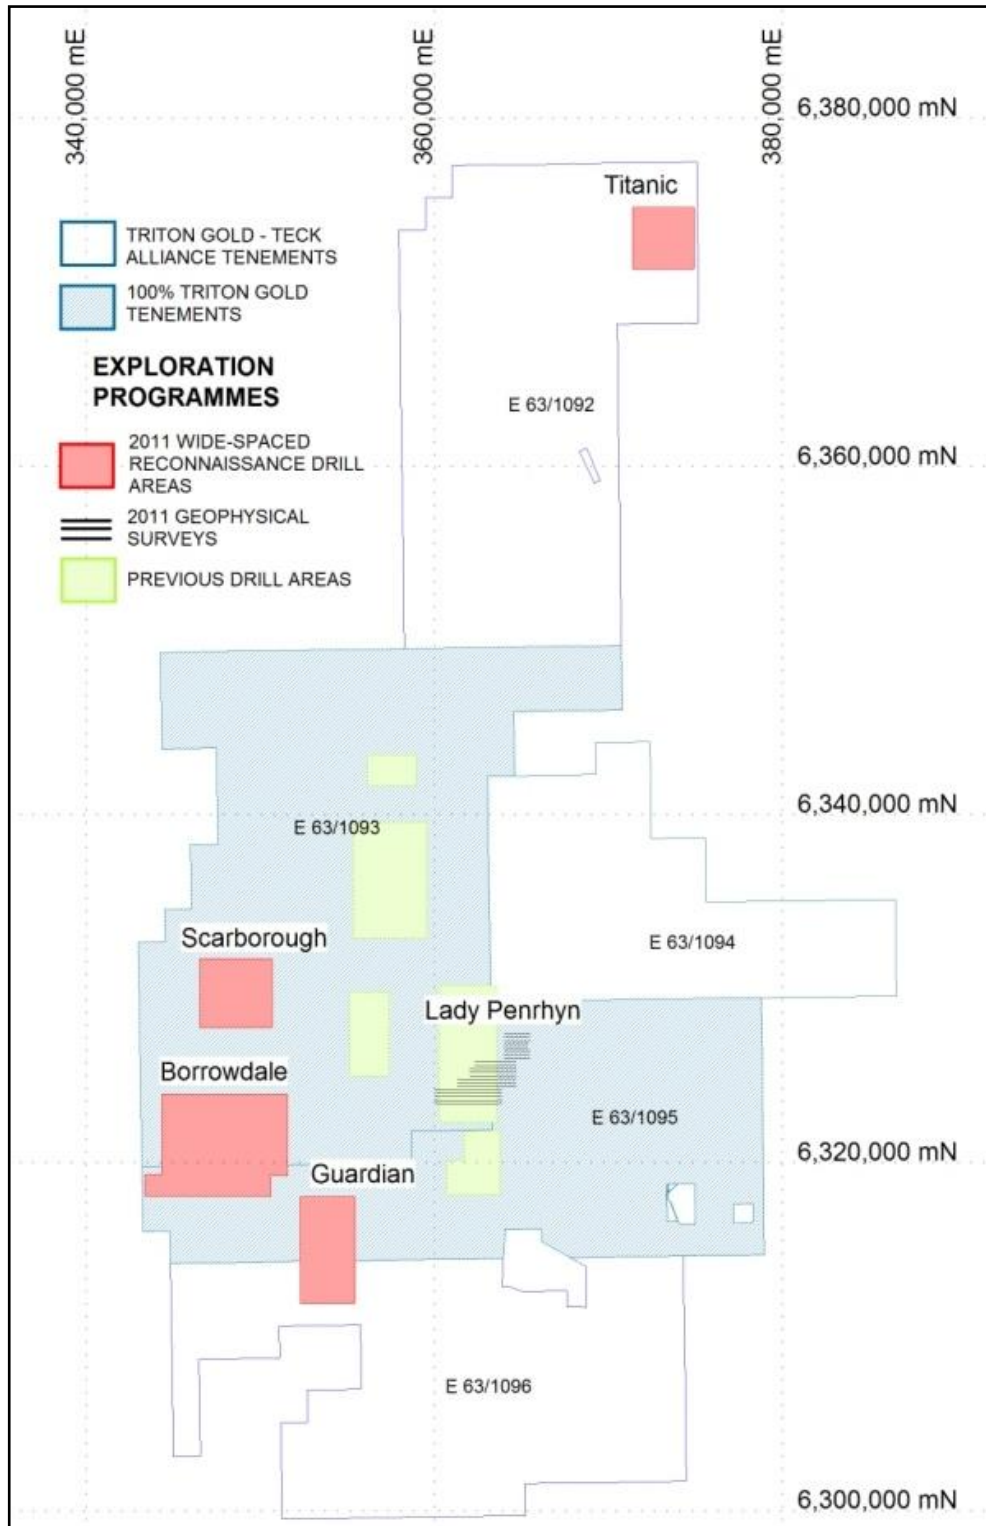 340,000 mE
360,000 mE
380,000 mE
6,380,000 mN
Titanic
TRITON GOLD - TECK
ALLIANCE TENEMENTS
100% TRITON GOLD
TENEMENTS
EXPLORATION
PROGRAMMES
E 63/1092
2011 WIDE-SPACED
RECONNAISSANCE DRILL
AREAS
6,360,000 mN
2011 GEOPHYSICAL
SURVEYS
PREVIOUS DRILL AREAS
6,340,000 mN
E 63/1093
Scarborough
E 63/1094
Lady Penrhyn
Borrowdale
E 63/1095
6,320,000 mN
Guardian
E 63/1096
6,300,000 mN